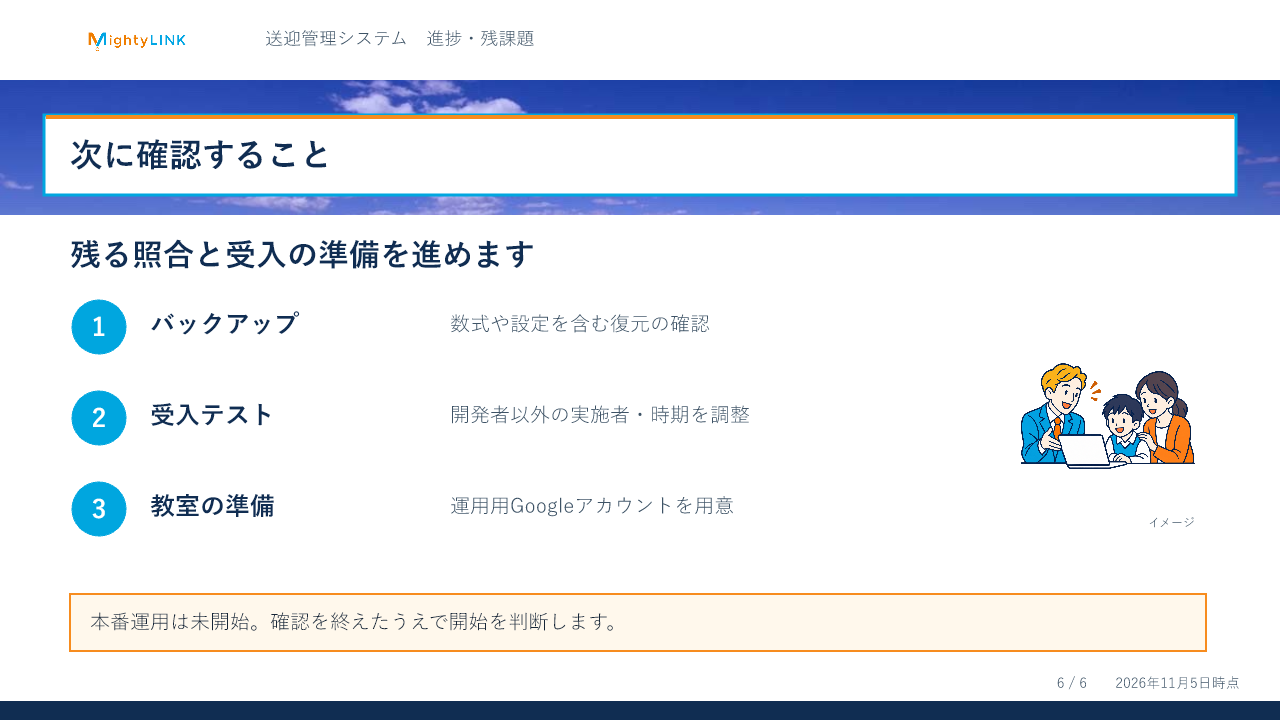 MightyLINK
送迎管理システム 進捗・残課題
次に確認すること
残る照合と受入の準備を進めます
1 バックアップ 数式や設定を含む復元の確認
2 受入テスト 開発者以外の実施者・時期を調整
3 教室の準備 運用用Googleアカウントを用意
イメージ
本番運用は未開始。確認を終えたうえで開始を判断します。
6 / 6 2026年11月5日時点